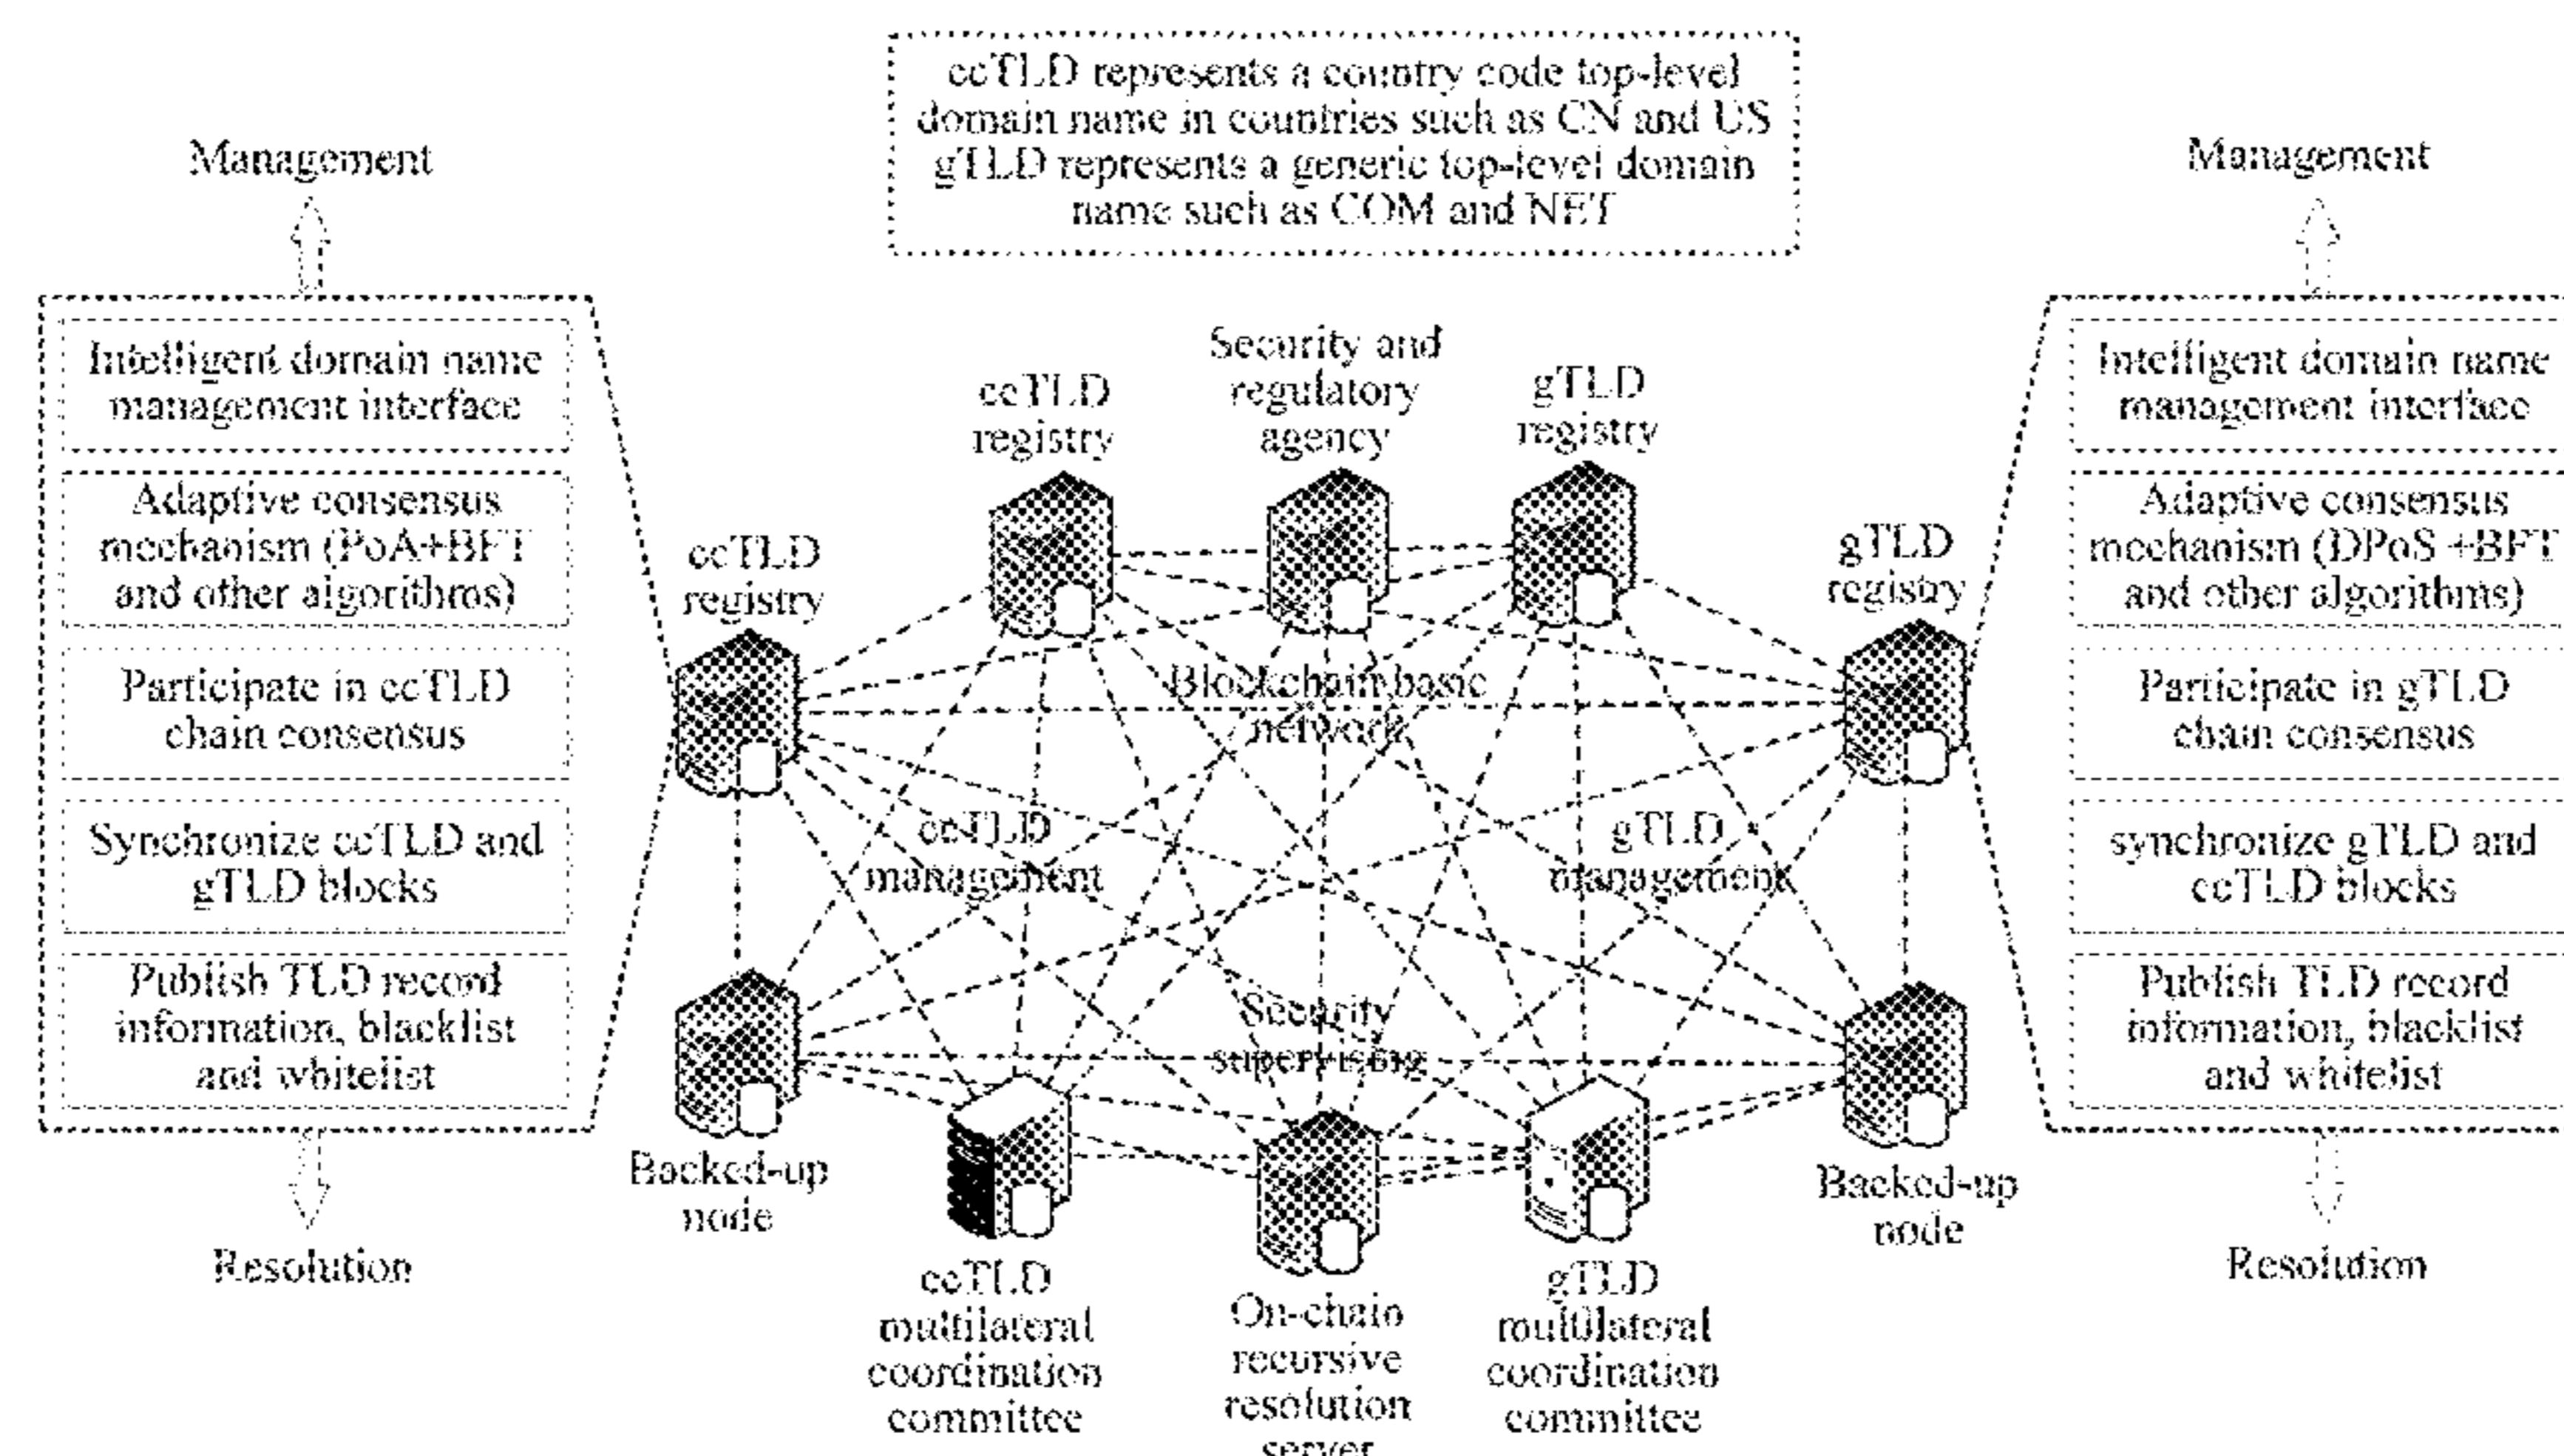 ccTLD represents a country code top-level
domain name in countries such as CN and US
gTLD represents a generic top-level domain
name such as COM and NET
Management
Intelligent domain name
management interface
Adaptive consensus
mechanism (PoA+BFT
and other algorithms)
Participate in ccTLD
chain consensus
Synchronize ccTLD and
gTLD blocks
Publish TLD record
information, blacklist
and whitelist
Resolution
ccTLD
registry
ccTLD
registry
Security and
regulatory
agency
gTLD
registry
gTLD
registry
Blockchain basic
network
ccTLD
management
gTLD
management
Security
supervising
Backed-up
node
ccTLD
multilateral
coordination
committee
On-chain
recursive
resolution
server
gTLD
multilateral
coordination
committee
Backed-up
node
Management
Intelligent domain name
management interface
Adaptive consensus
mechanism (DPoS +BFT
and other algorithms)
Participate in gTLD
chain consensus
synchronize gTLD and
ccTLD blocks
Publish TLD record
information, blacklist
and whitelist
Resolution